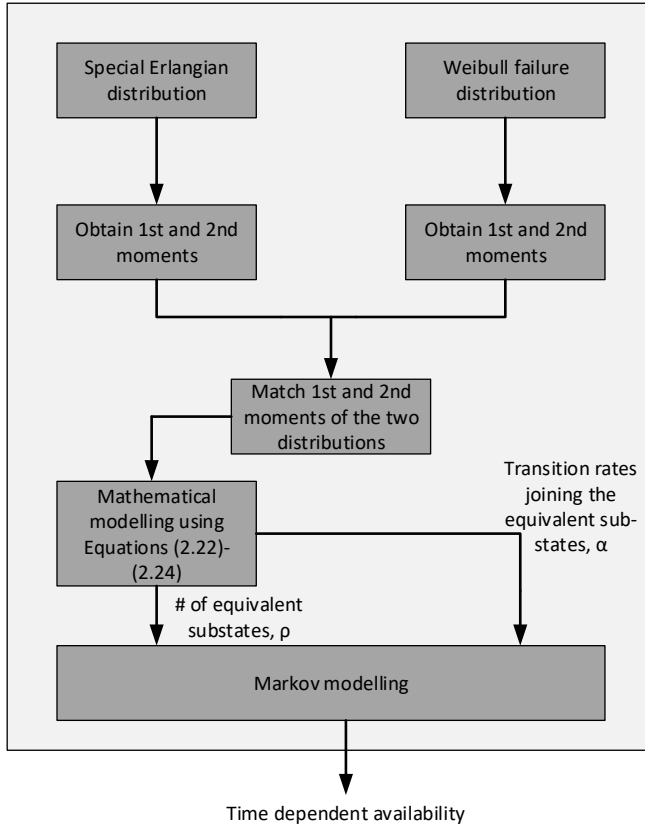 Special Erlangian
distribution
Weibull failure
distribution
Obtain 1st and 2nd
moments
Obtain 1st and 2nd
moments
Match 1st and 2nd
moments of the two
distributions
Transition rates
joining the
equivalent sub-
states, α
Mathematical
modelling using
Equations (2.22)-
(2.24)
# of equivalent
substates, ρ
Markov modelling
Time dependent availability